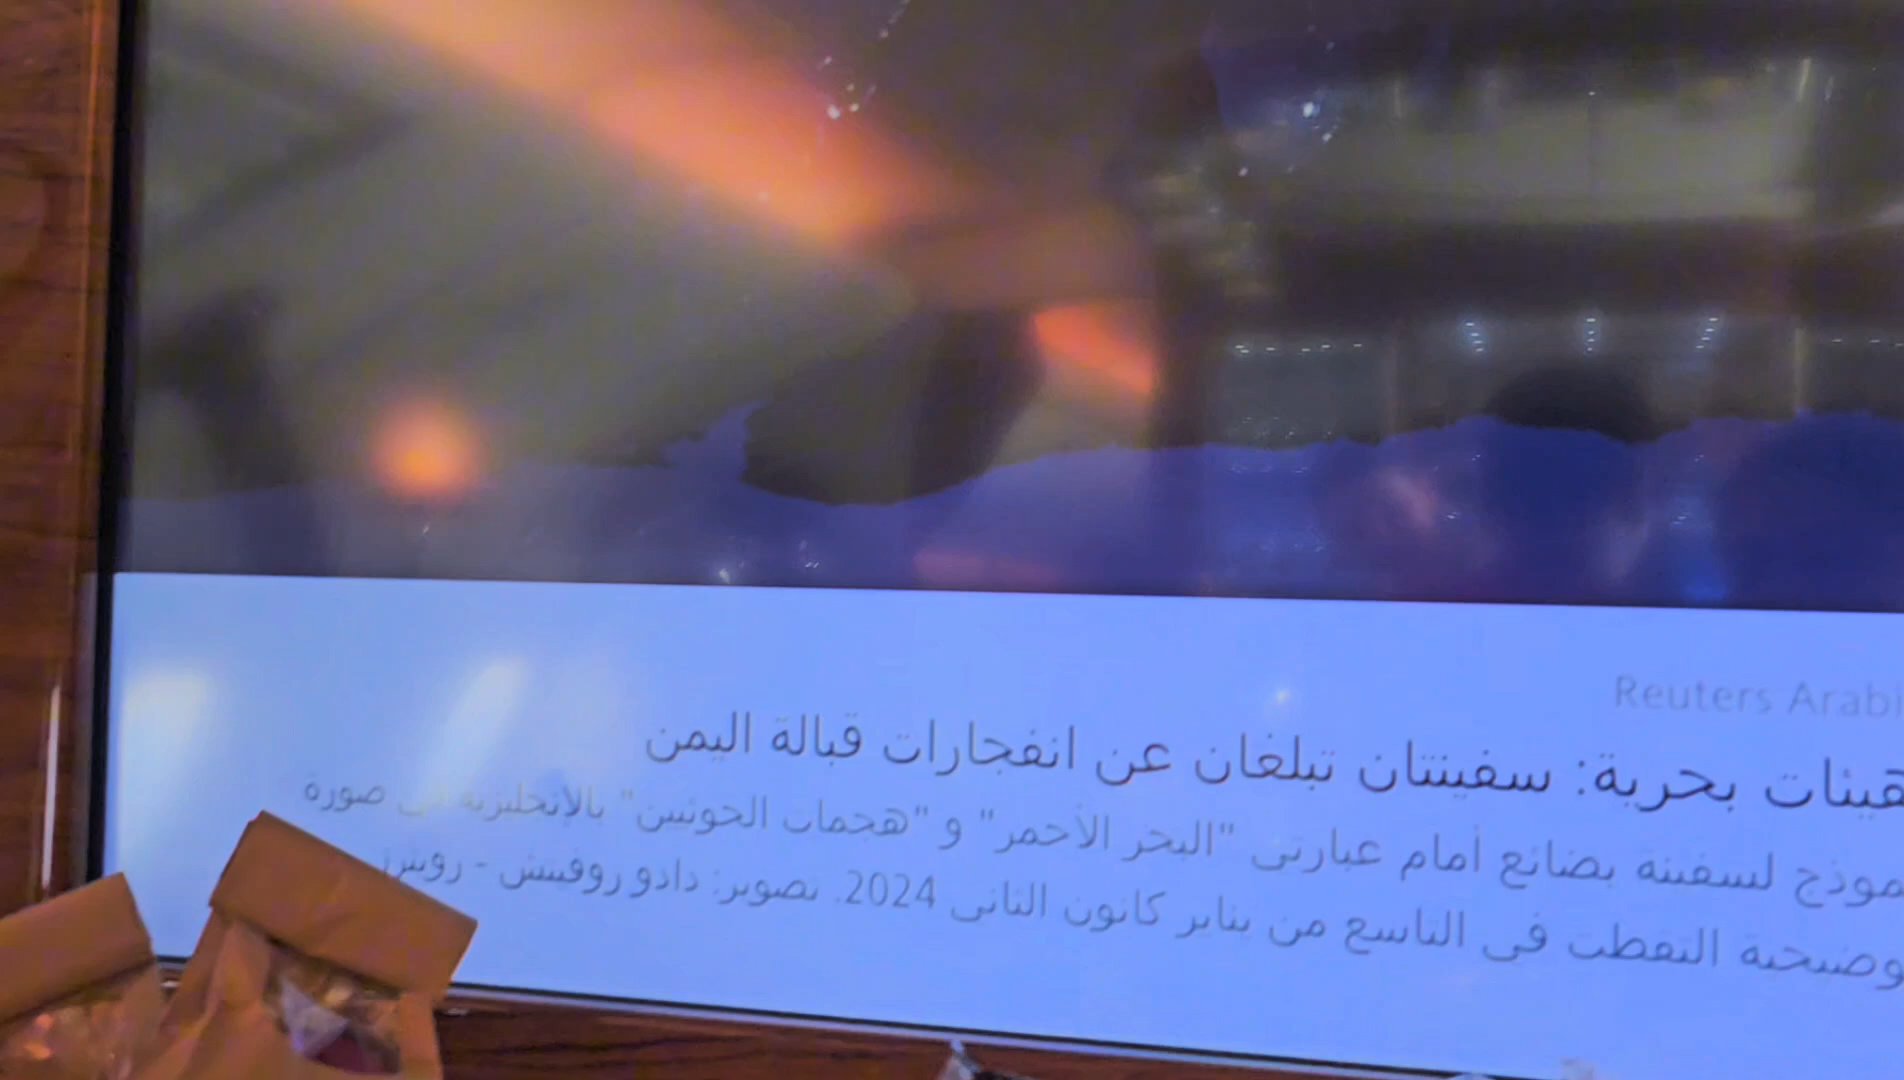 Reuters Arabi
هيئات بحرية: سفينتان تبلغان عن انفجارات قبالة اليمن
موذج لسفينة بضائع أمام عبارتي "البحر الأحمر" و "هجمات الحوثيين" بالإنجليزية في صورة
وضيحية التقطت في التاسع من يناير كانون الثاني 2024. تصوير: دادو روفيتش - رويترز